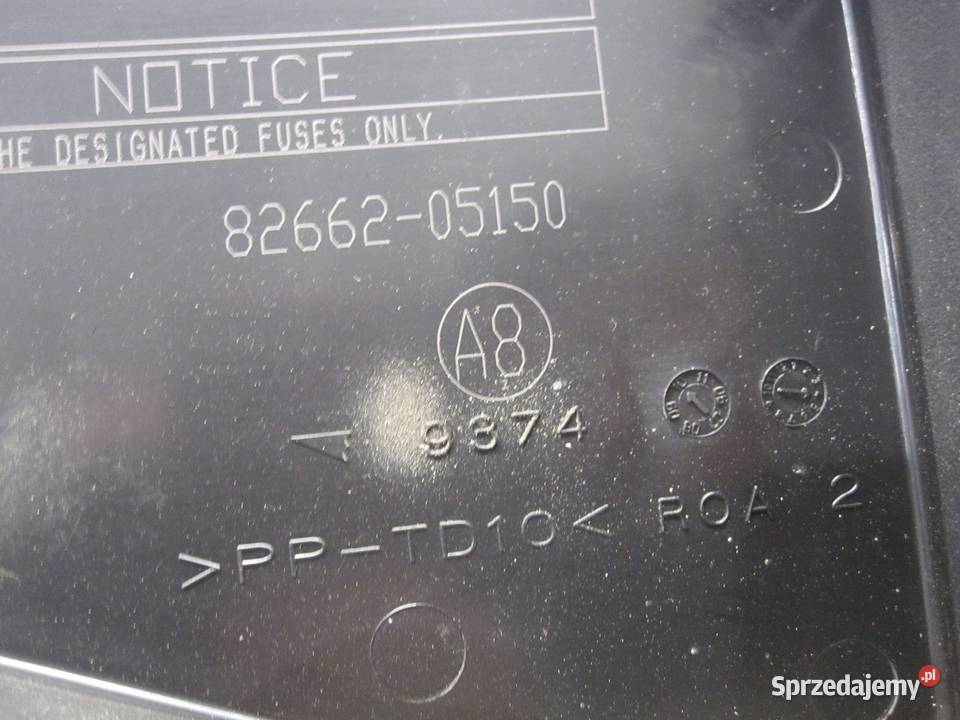 NOTICE
HE DESIGNATED FUSES ONLY.
82662-05150
A8
9374
>PP-TD10< ROA 2
Sprzedajemy.pl